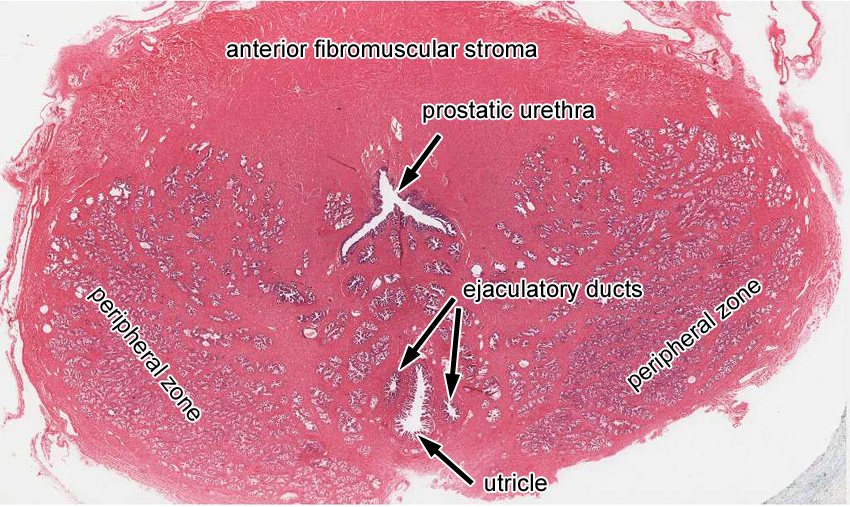 anterior fibromuscular stroma
prostatic urethra
ejaculatory ducts
peripheral zone
peripheral zone
utricle